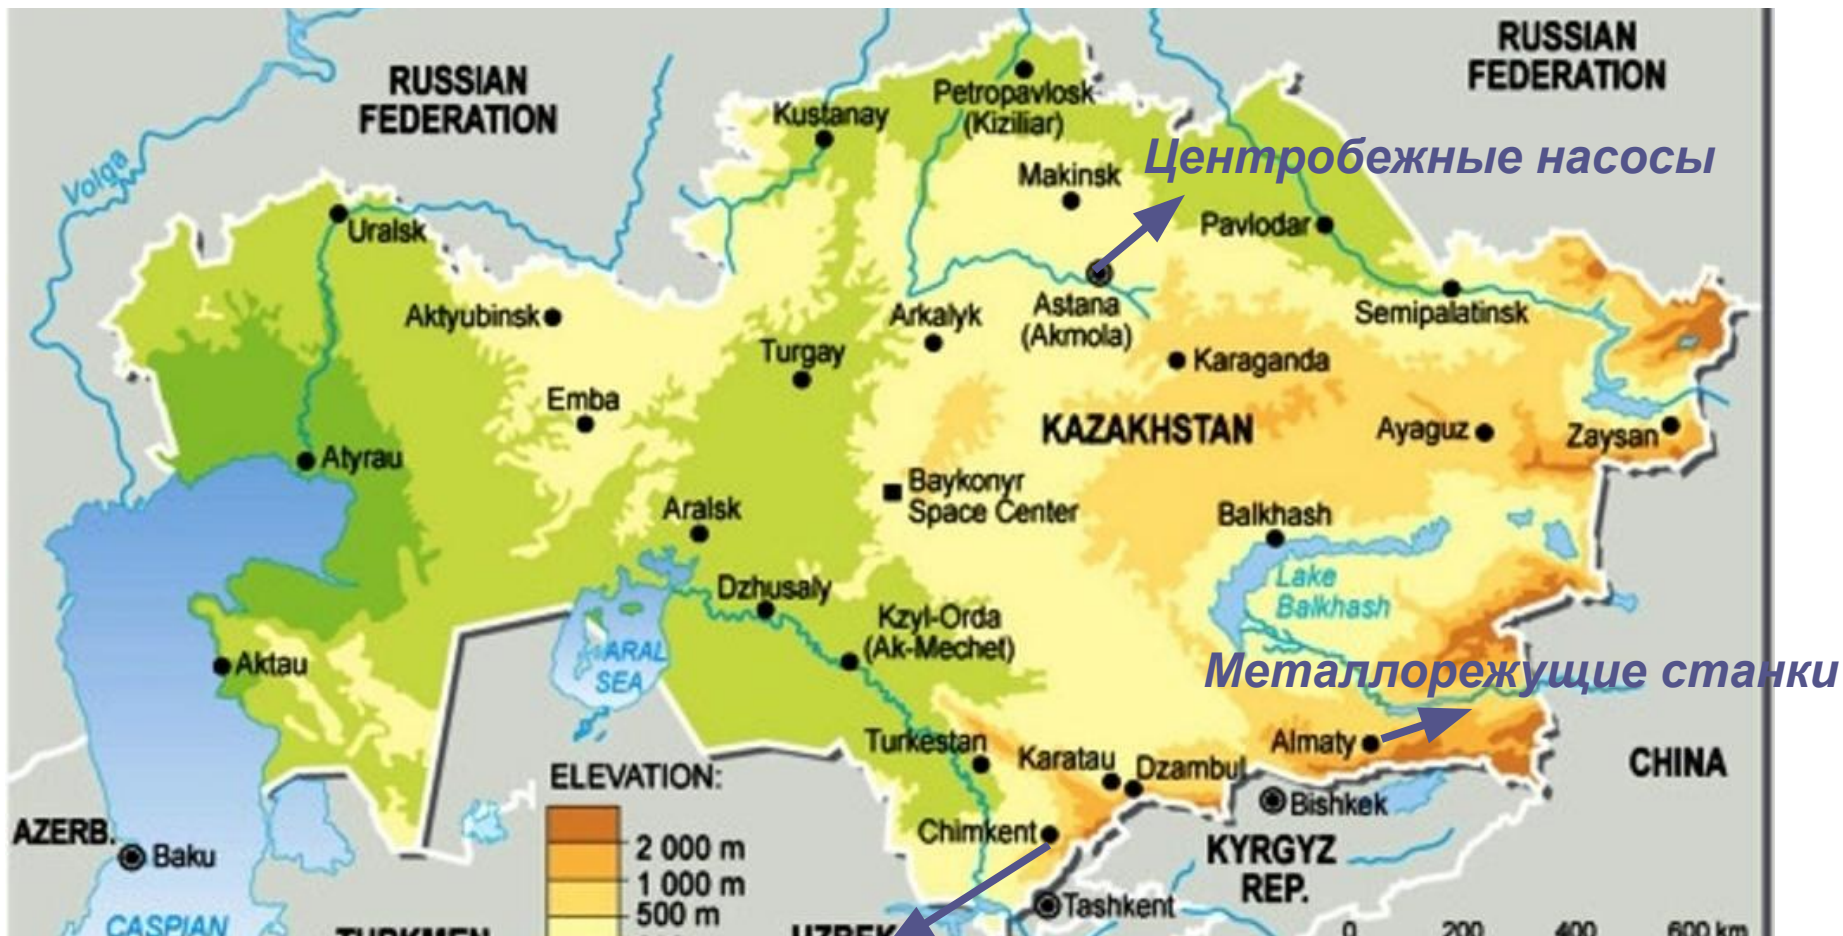 RUSSIAN
FEDERATION
RUSSIAN
FEDERATION
Petropavlosk
(Kiziliar)
Kustanay
Центробежные насосы
Volga
Makinsk
Uralsk
Pavlodar
Astana
(Akmola)
Aktyubinsk
Arkalyk
Semipalatinsk
Turgay
Karaganda
Emba
KAZAKHSTAN
Ayaguz
Zaysan
Atyrau
Baykonyr
Space Center
Aralsk
Balkhash
Lake
Balkhash
Dzhusaly
Kzyl-Orda
(Ak-Mechet)
ARAL
SEA
Aktau
Металлорежущие станки
Turkestan
Karatau
Dzambul
Almaty
CHINA
ELEVATION:
2 000 m
1 000 m
500 m
Bishkek
AZERB.
Baku
Chimkent
KYRGYZ
REP.
Tashkent
CASPIAN
TURKMEN
UZBEK
0 200 400 600 km